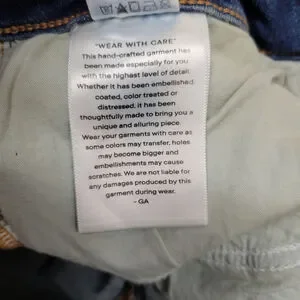 "WEAR WITH CARE"
This hand-crafted garment has
been made especially for you
with the highest level of detail.
Whether it has been embellished,
color treated or
distressed, it has been
thoughtfully made to bring you a
unique and alluring piece.
Wear your garments with care as
some colors may transfer, holes
may become bigger and
embellishments may cause
scratches. We are not liable for
any damages produced by this
garment during wear.
- GA